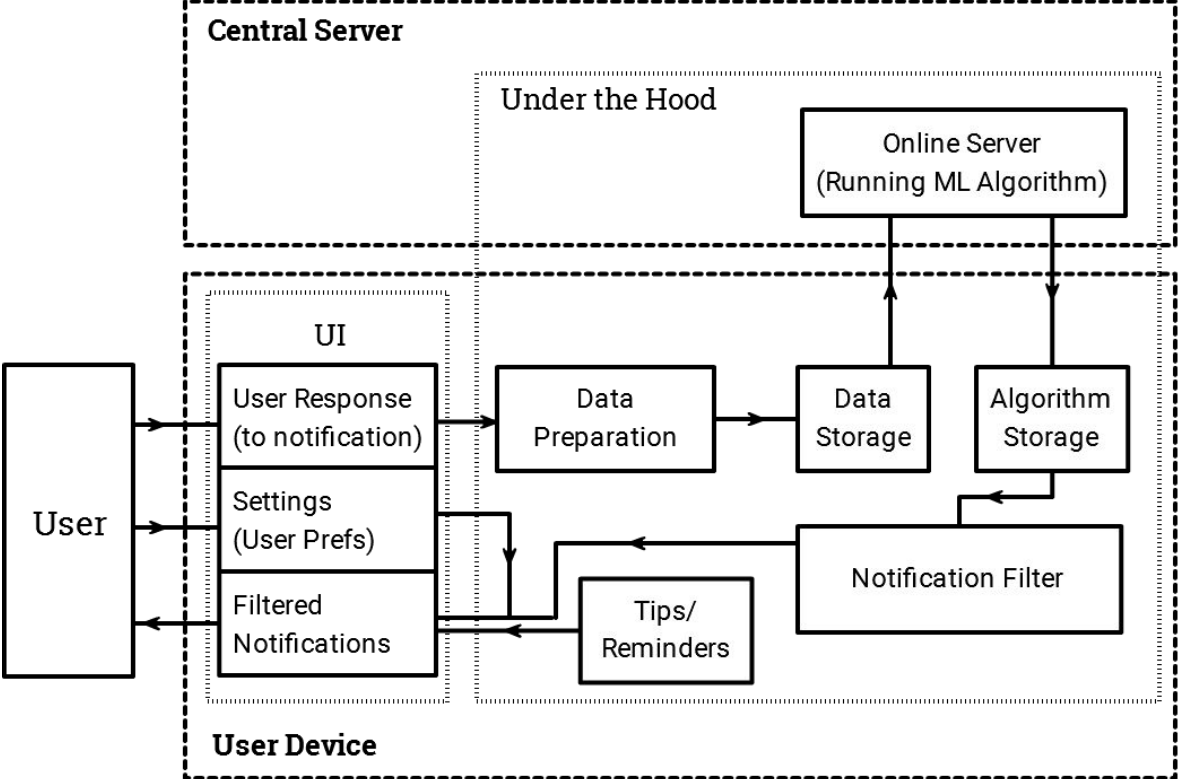 Central Server
Under the Hood
Online Server
(Running ML Algorithm)
UI
User
User Response
(to notification)
Settings
(User Prefs)
Filtered
Notifications
Data
Preparation
Data
Storage
Algorithm
Storage
Notification Filter
Tips/
Reminders
User Device